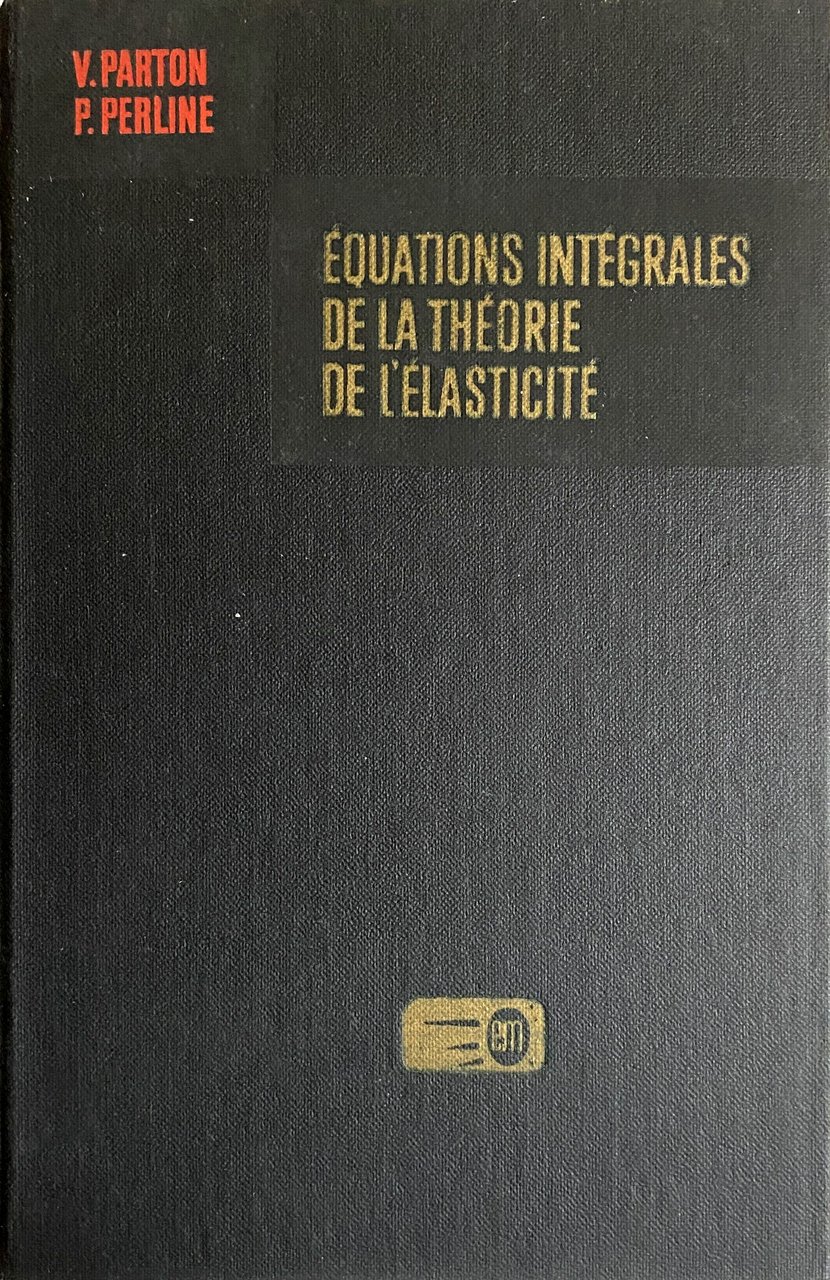 V. PARTON
P. PERLINE
ÉQUATIONS INTÉGRALES
DE LA THÉORIE
DE L'ÉLASTICITÉ
em